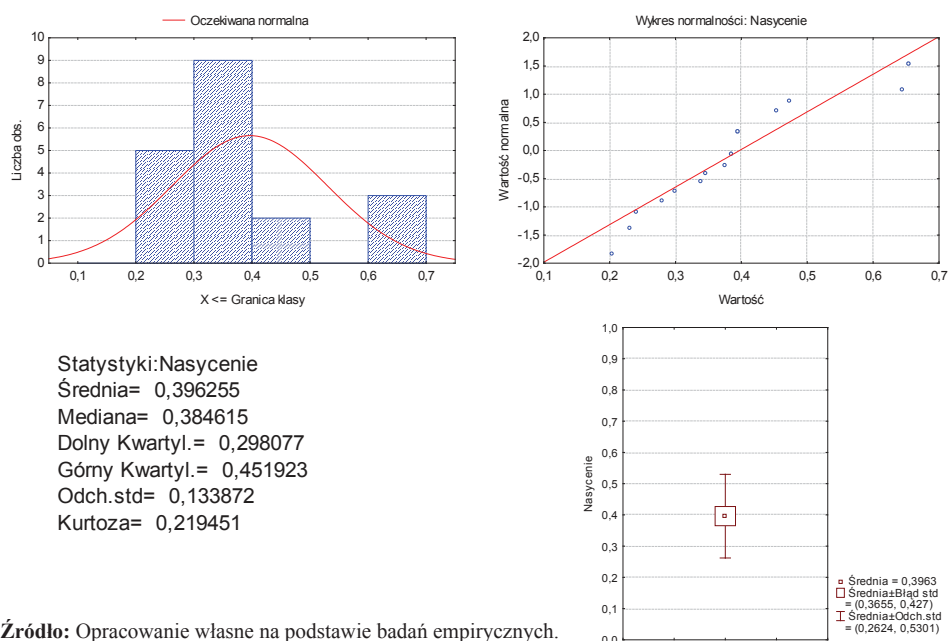 Oczekiwana normalna
10
9
8
7
6
5
4
3
2
1
0
Liczba obs.
0,1 0,2 0,3 0,4 0,5 0,6 0,7
X <= Granica klasy
Wykres normalności: Nasycenie
2,0
1,5
1,0
0,5
0,0
-0,5
-1,0
-1,5
-2,0
Wartość normalna
0,1 0,2 0,3 0,4 0,5 0,6 0,7
Wartość
Statystyki:Nasycenie
Średnia= 0,396255
Mediana= 0,384615
Dolny Kwartyl.= 0,298077
Górny Kwartyl.= 0,451923
Odch.std= 0,133872
Kurtoza= 0,219451
1,0
0,9
0,8
0,7
0,6
0,5
0,4
0,3
0,2
0,1
0,0
Nasycenie
Średnia = 0,3963
Średnia±Błąd std
= (0,3655, 0,427)
Średnia±Odch.std
= (0,2624, 0,5301)
Źródło: Opracowanie własne na podstawie badań empirycznych.